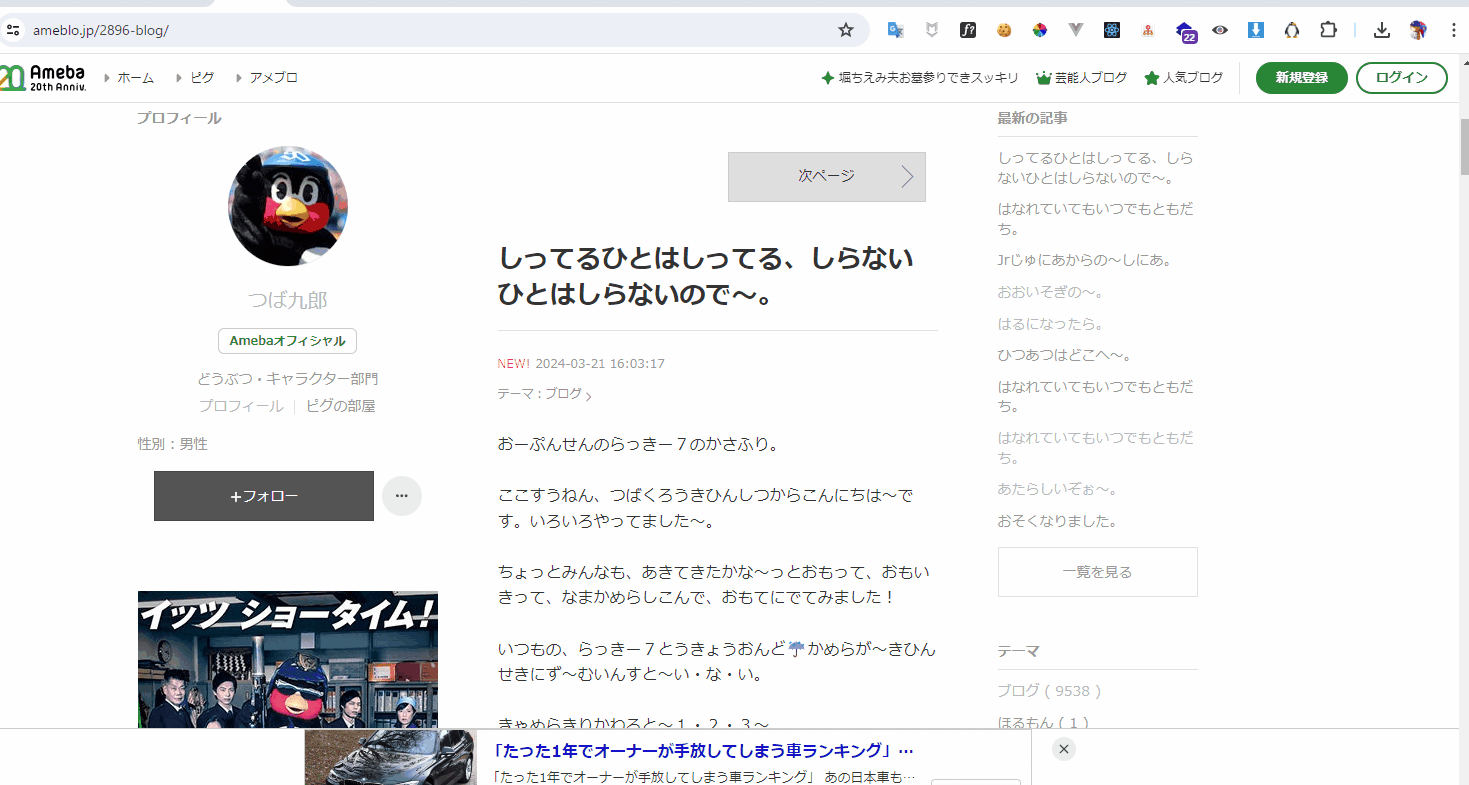 ameblo.jp/2896-blog/
22
20 Ameba
20th Anniv.
ホーム
ピグ
アメブロ
堀ちえみ夫お墓参りできスッキリ
芸能人ブログ
人気ブログ
新規登録
ログイン
プロフィール
つば九郎
Amebaオフィシャル
どうぶつ・キャラクター部門
プロフィール | ピグの部屋
性別：男性
+フォロー
イッツ ショータイム！
次ページ
しってるひとはしってる、しらない
ひとはしらないので〜。
NEW! 2024-03-21 16:03:17
テーマ：ブログ
おーぷんせんのらっきー７のかさふり。
ここすうねん、つばくろうきひんしつからこんにちは〜で
す。いろいろやってました〜。
ちょっとみんなも、あきてきたかな〜っとおもって、おもい
きって、なまかめらしこんで、おもてにでてみました！
いつもの、らっきー７とうきょうおんど☔かめらが〜きひん
せきにず〜むいんすと〜い・な・い。
きゃめらきりかわると〜１・２・３〜
最新の記事
しってるひとはしってる、しら
ないひとはしらないので〜。
はなれていてもいつでもともだ
ち。
Jrじゅにあからの〜しにあ。
おおいそぎの〜。
はるになったら。
ひつあつはどこへ〜。
はなれていてもいつでもともだ
ち。
はなれていてもいつでもともだ
ち。
あたらしいぞぉ〜。
おそくなりました。
一覧を見る
テーマ
ブログ ( 9538 )
ほるもん ( 1 )
「たった1年でオーナーが手放してしまう車ランキング」…
「たった1年でオーナーが手放してしまう車ランキング」 あの日本車も…